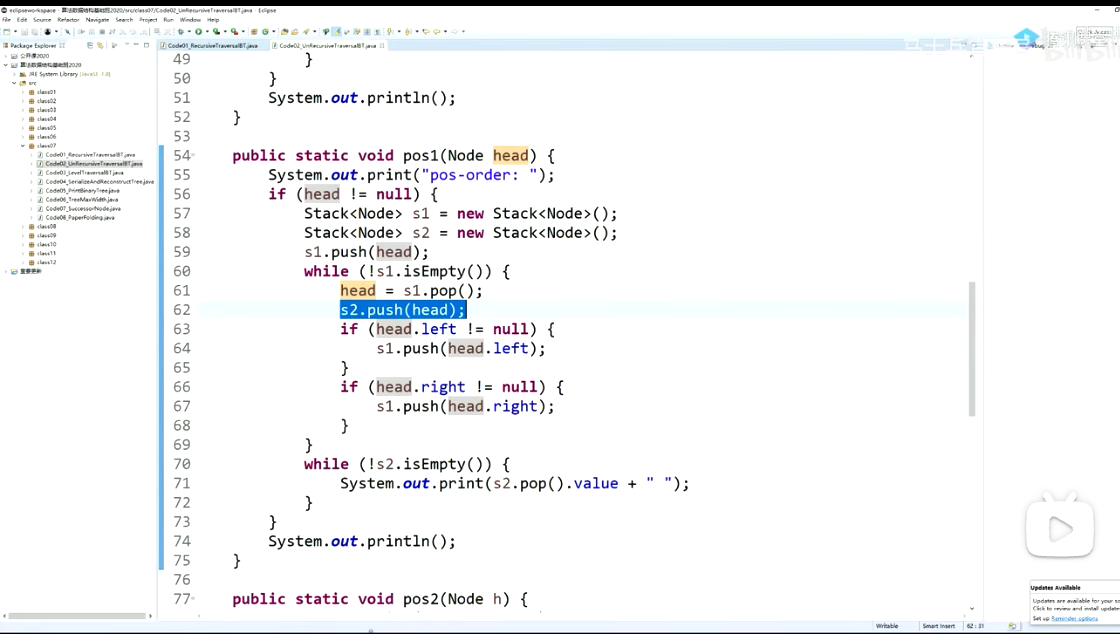 eclipseworkspace - 算法数据结构基础班2020/src/class07/Code02_UnRecursiveTraversalBT.java - Eclipse
File Edit Source Refactor Navigate Search Project Run Window Help
Package Explorer
Code01_RecursiveTraversalBT.java
Code02_UnRecursiveTraversalBT.java
公开课2020
算法数据结构基础班2020
JRE System Library [JavaSE-1.8]
src
class01
class02
class03
class04
class05
class06
class07
Code01_RecursiveTraversalBT.java
Code02_UnRecursiveTraversalBT.java
Code03_LevelTraversalBT.java
Code04_SerializeAndReconstructTree.java
Code05_PrintBinaryTree.java
Code06_TreeMaxWidth.java
Code07_SuccessorNode.java
Code08_PaperFolding.java
class08
class09
class10
class11
class12
重要更新
49 }
50 }
51 System.out.println();
52 }
53
54 public static void pos1(Node head) {
55 System.out.print("pos-order: ");
56 if (head != null) {
57 Stack<Node> s1 = new Stack<Node>();
58 Stack<Node> s2 = new Stack<Node>();
59 s1.push(head);
60 while (!s1.isEmpty()) {
61 head = s1.pop();
62 s2.push(head);
63 if (head.left != null) {
64 s1.push(head.left);
65 }
66 if (head.right != null) {
67 s1.push(head.right);
68 }
69 }
70 while (!s2.isEmpty()) {
71 System.out.print(s2.pop().value + " ");
72 }
73 }
74 System.out.println();
75 }
76
77 public static void pos2(Node h) {
Updates Available
Updates are available for your so
Click to review and install update
Set up Reminder options
Writable
Smart Insert
62 : 31